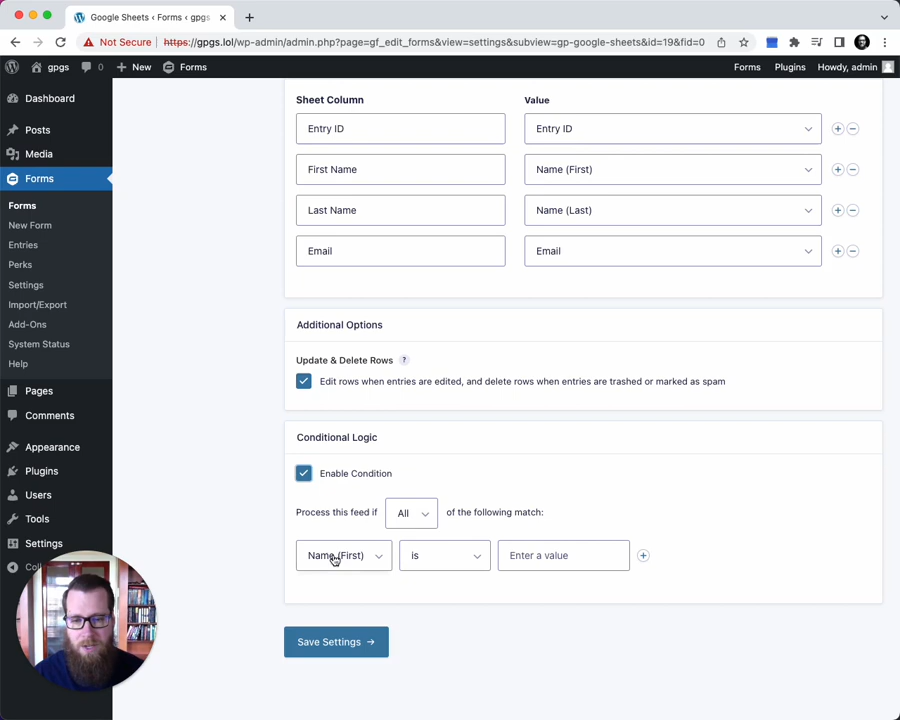 Google Sheets ‹ Forms ‹ gpgs
Not Secure
https://gpgs.lol/wp-admin/admin.php?page=gf_edit_forms&view=settings&subview=gp-google-sheets&id=19&fid=0
gpgs
0
New
Forms
Forms
Plugins
Howdy, admin
Dashboard
Posts
Media
Forms
Forms
New Form
Entries
Perks
Settings
Import/Export
Add-Ons
System Status
Help
Pages
Comments
Appearance
Plugins
Users
Tools
Settings
Sheet Column
Value
Entry ID
Entry ID
First Name
Name (First)
Last Name
Name (Last)
Email
Email
Additional Options
Update & Delete Rows ?
Edit rows when entries are edited, and delete rows when entries are trashed or marked as spam
Conditional Logic
Enable Condition
Process this feed if All of the following match:
Name (First)
is
Enter a value
Save Settings →